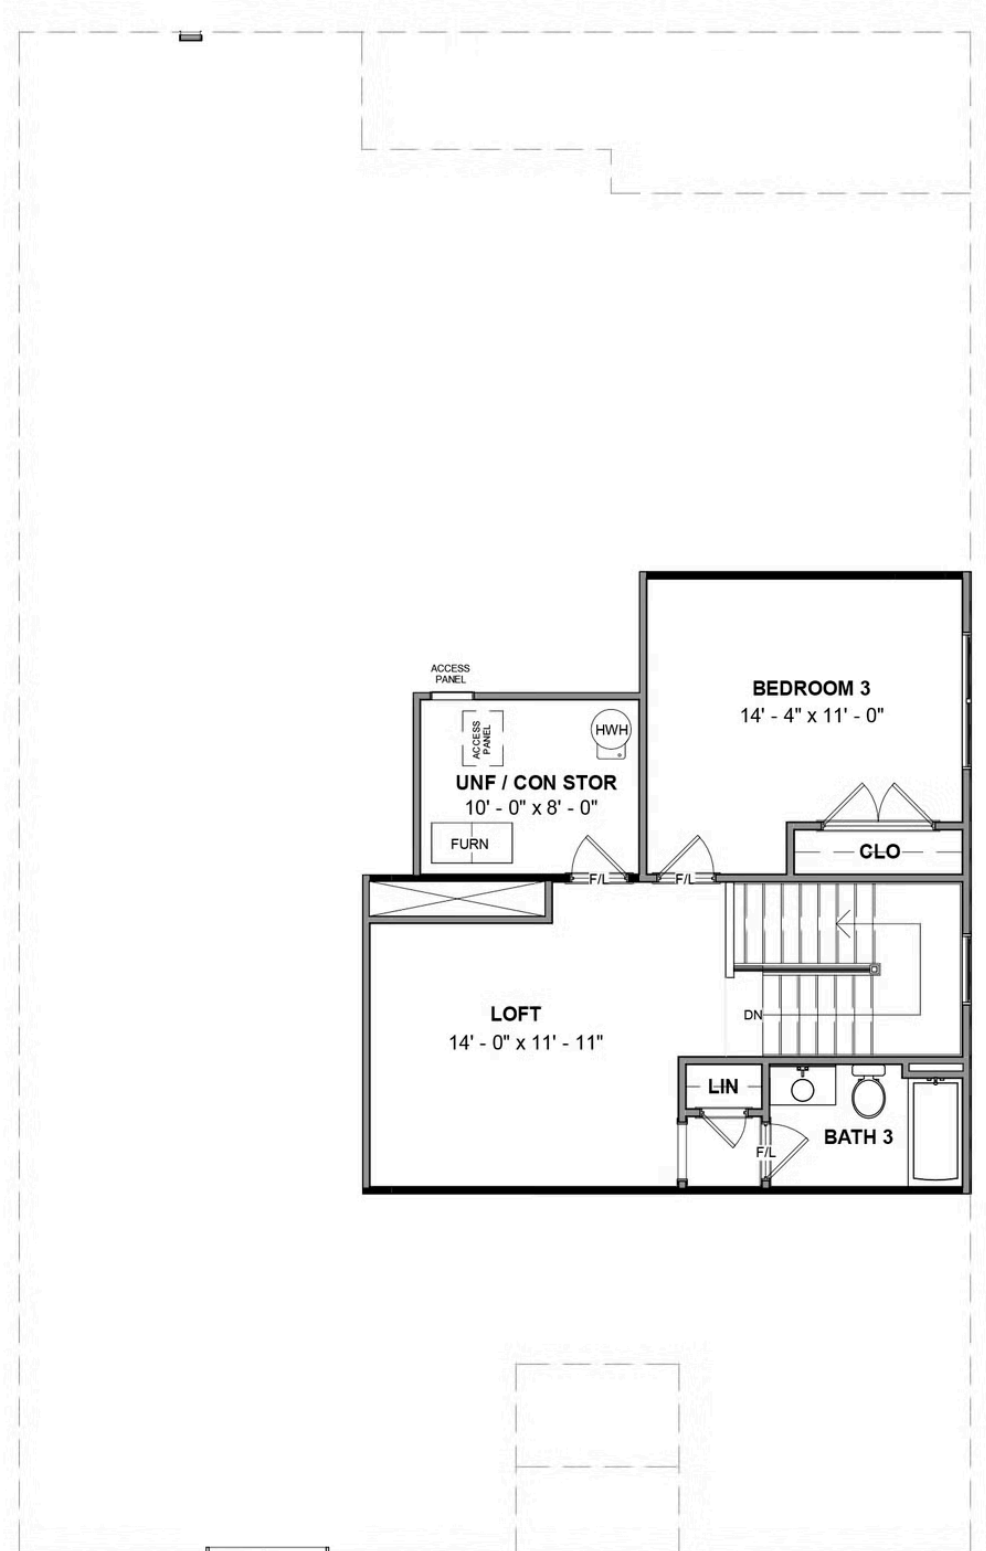 ACCESS
PANEL
BEDROOM 3
14' - 4" x 11' - 0"
ACCESS
PANEL
HWH
UNF / CON STOR
10' - 0" x 8' - 0"
FURN
CLO
F/L
F/L
LOFT
14' - 0" x 11' - 11"
DN
LIN
BATH 3
F/L